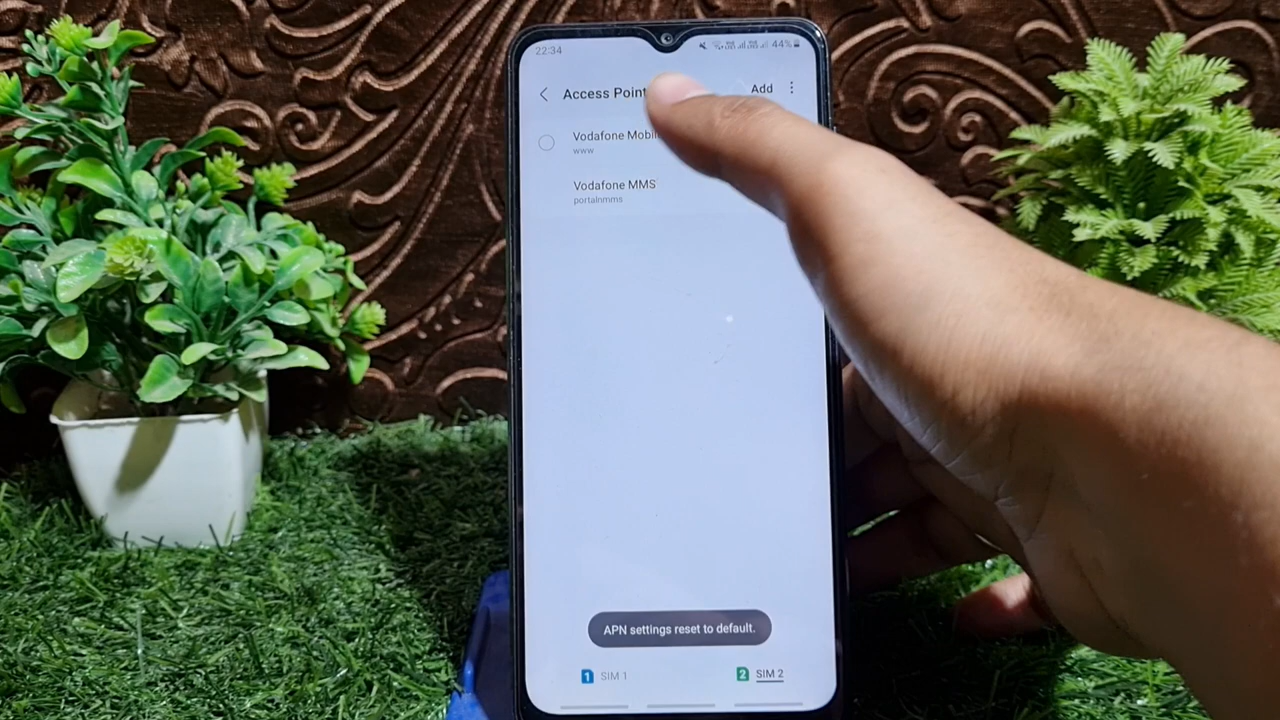 22:34
44%
Access Point
Add
Vodafone Mobil
www
Vodafone MMS
portalnmms
APN settings reset to default.
1 SIM 1
2 SIM 2